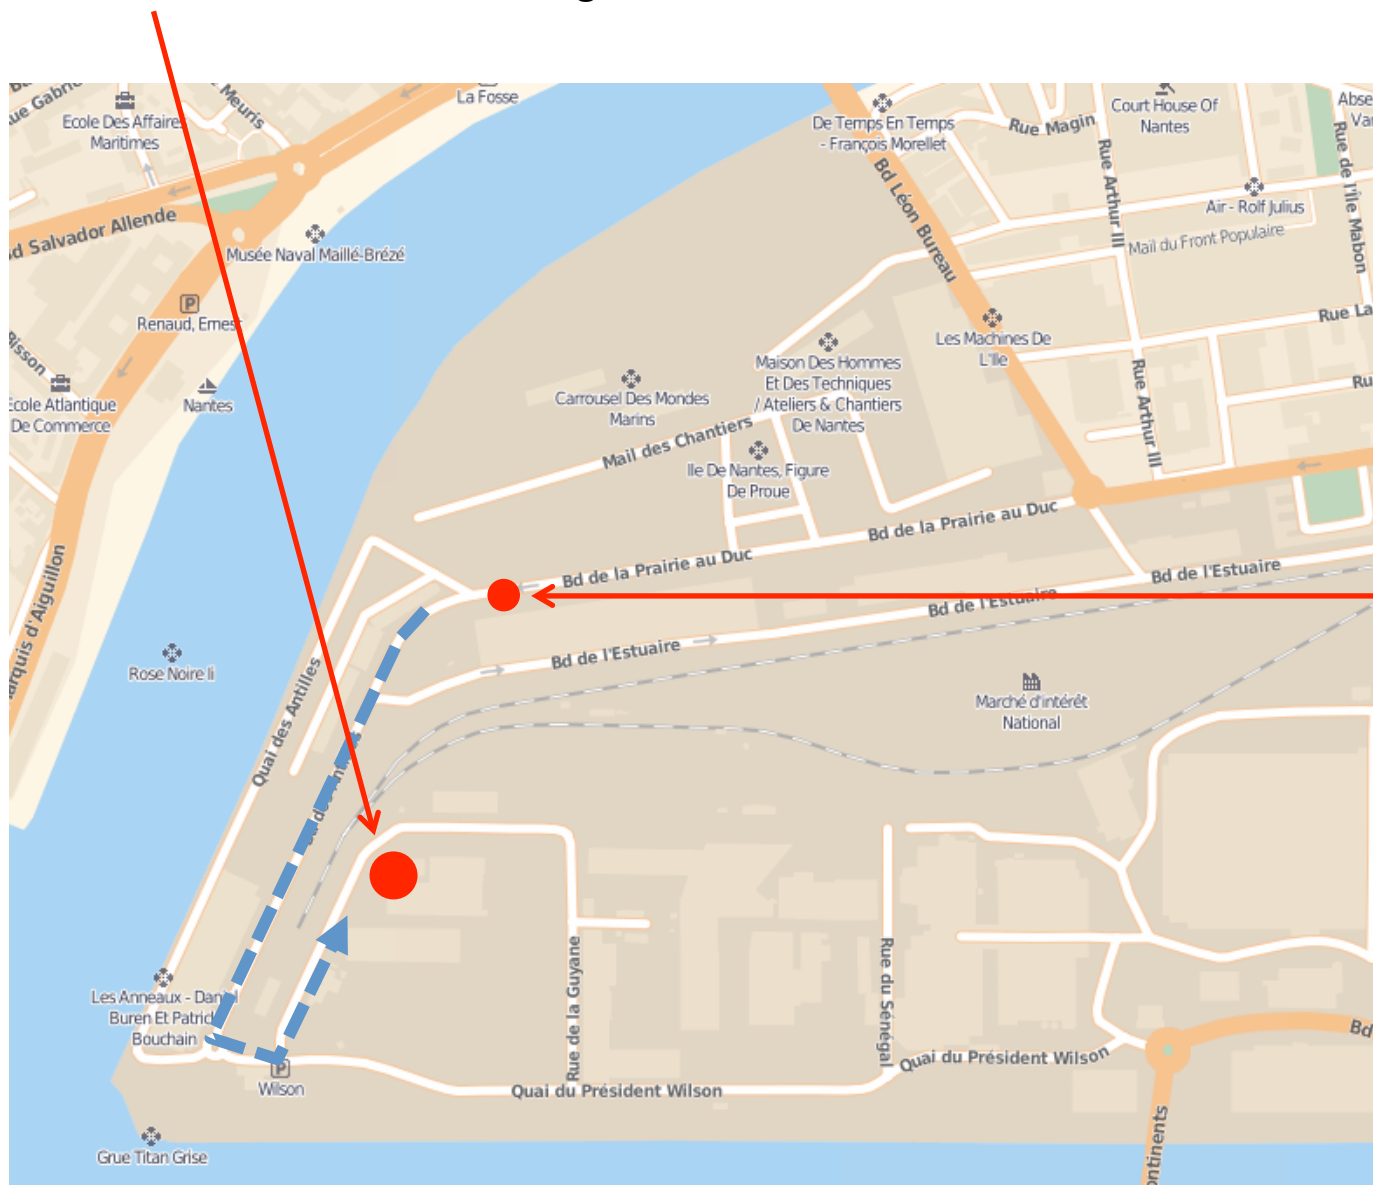 La Fosse
Meuris
Ecole Des Affaires
Maritimes
Bd Léon Bureau
De Temps En Temps
- François Morellet
Rue Magin
Court House Of
Nantes
Rue Arthur III
Rue de l'Île Mabon
Air - Rolf Julius
Mail du Front Populaire
d Salvador Allende
Musée Naval Maillé-Brézé
P
Renaud, Ernest
Bisson
Ecole Atlantique
De Commerce
Nantes
Les Machines De
L'Ile
Rue La
Ru
Maison Des Hommes
Et Des Techniques
/ Ateliers & Chantiers
De Nantes
Carrousel Des Mondes
Marins
Rue Arthur III
Mail des Chantiers
Ile De Nantes, Figure
De Proue
Bd de la Prairie au Duc
Bd de la Prairie au Duc
Bd de l'Estuaire
Bd de l'Estuaire
Bd de l'Estuaire
arquis d'Aiguillon
Rose Noire Ii
Quai des Antilles
Marché d'intérêt
National
Rue de la Guyane
Rue du Sénégal
Les Anneaux -
Buren Et
Bouchain
P
Wilson
Quai du Président Wilson
Quai du Président Wilson
Bd
ontinents
Grue Titan Grise